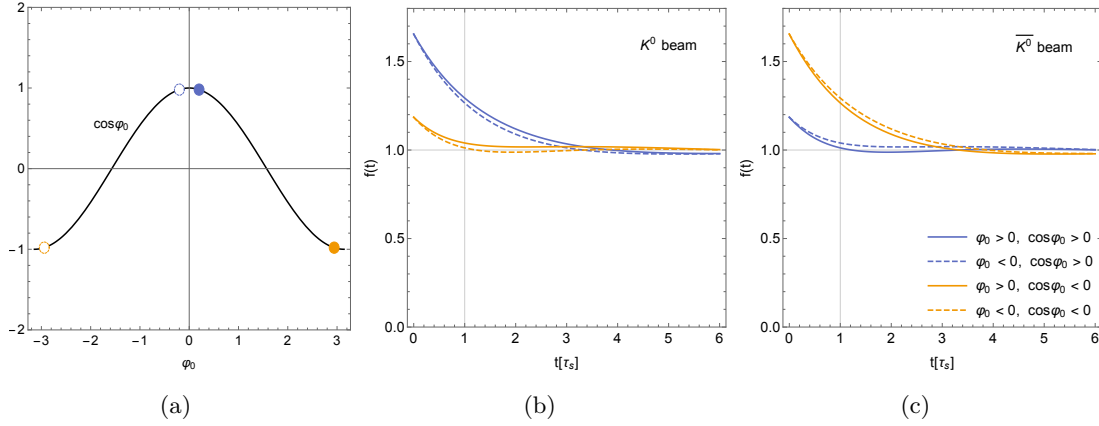 2
1
0
−1
−2
cosφ₀
−3 −2 −1 0 1 2 3
φ₀
(a)
K⁰ beam
1.5
1.0
0.5
0.0
f(t)
0 1 2 3 4 5 6
t[τₛ]
(b)
K̅⁰ beam
1.5
1.0
0.5
0.0
f(t)
φ₀ > 0, cosφ₀ > 0
φ₀ < 0, cosφ₀ > 0
φ₀ > 0, cosφ₀ < 0
φ₀ < 0, cosφ₀ < 0
0 1 2 3 4 5 6
t[τₛ]
(c)